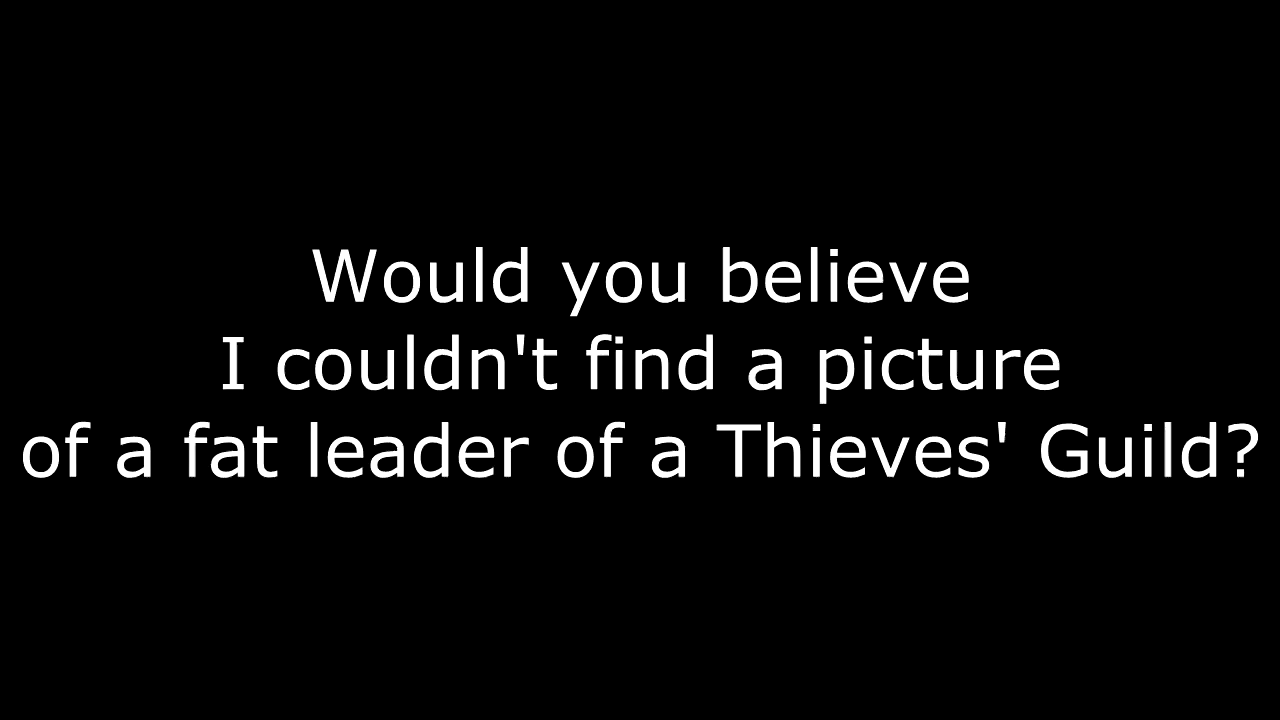 Would you believe
I couldn't find a picture
of a fat leader of a Thieves' Guild?